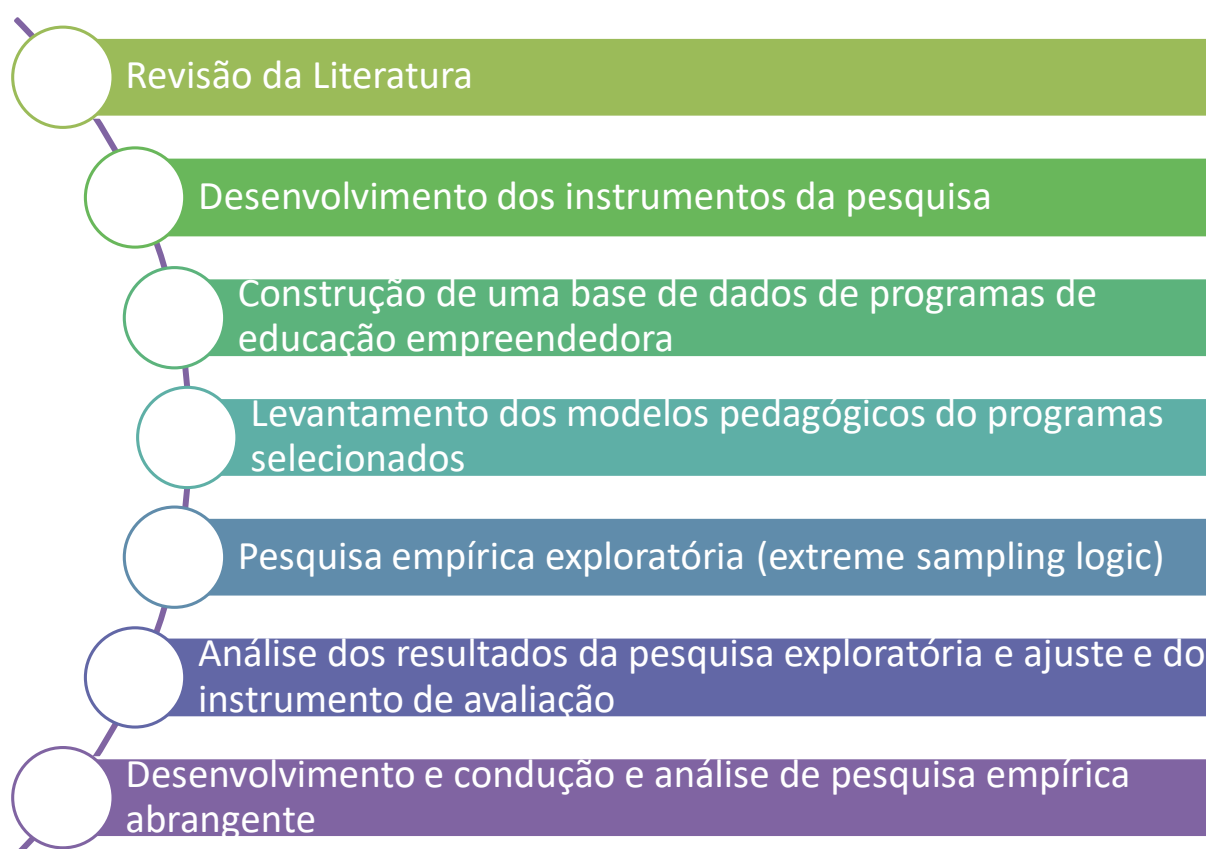 Revisão da Literatura
Desenvolvimento dos instrumentos da pesquisa
Construção de uma base de dados de programas de
educação empreendedora
Levantamento dos modelos pedagógicos do programas
selecionados
Pesquisa empírica exploratória (extreme sampling logic)
Análise dos resultados da pesquisa exploratória e ajuste e do
instrumento de avaliação
Desenvolvimento e condução e análise de pesquisa empírica
abrangente